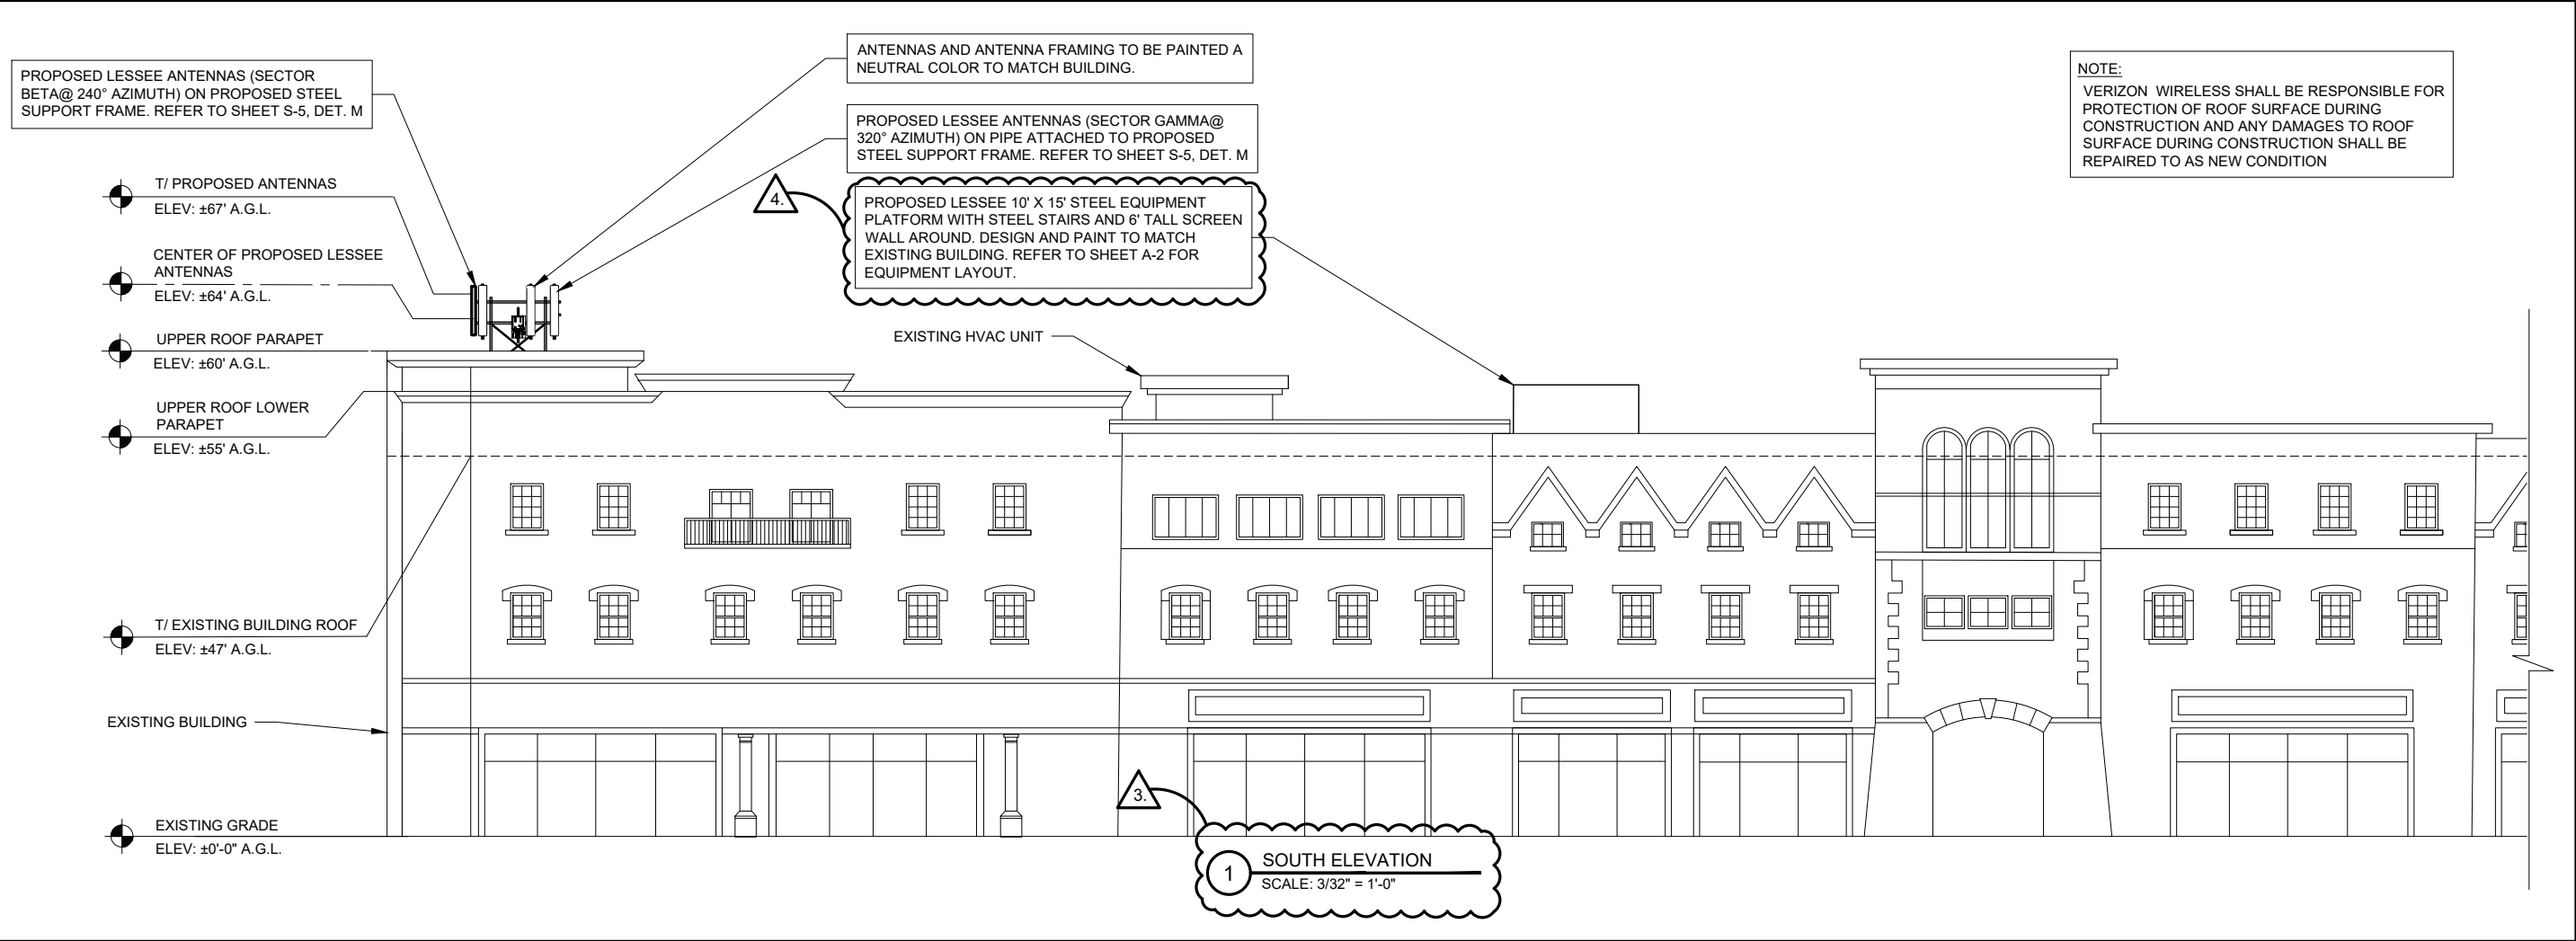 PROPOSED LESSEE ANTENNAS (SECTOR
BETA@ 240° AZIMUTH) ON PROPOSED STEEL
SUPPORT FRAME. REFER TO SHEET S-5, DET. M
ANTENNAS AND ANTENNA FRAMING TO BE PAINTED A
NEUTRAL COLOR TO MATCH BUILDING.
PROPOSED LESSEE ANTENNAS (SECTOR GAMMA@
320° AZIMUTH) ON PIPE ATTACHED TO PROPOSED
STEEL SUPPORT FRAME. REFER TO SHEET S-5, DET. M
4.
PROPOSED LESSEE 10' X 15' STEEL EQUIPMENT
PLATFORM WITH STEEL STAIRS AND 6' TALL SCREEN
WALL AROUND. DESIGN AND PAINT TO MATCH
EXISTING BUILDING. REFER TO SHEET A-2 FOR
EQUIPMENT LAYOUT.
NOTE:
VERIZON WIRELESS SHALL BE RESPONSIBLE FOR
PROTECTION OF ROOF SURFACE DURING
CONSTRUCTION AND ANY DAMAGES TO ROOF
SURFACE DURING CONSTRUCTION SHALL BE
REPAIRED TO AS NEW CONDITION
T/ PROPOSED ANTENNAS
ELEV: ±67' A.G.L.
CENTER OF PROPOSED LESSEE
ANTENNAS
ELEV: ±64' A.G.L.
UPPER ROOF PARAPET
ELEV: ±60' A.G.L.
UPPER ROOF LOWER
PARAPET
ELEV: ±55' A.G.L.
EXISTING HVAC UNIT
T/ EXISTING BUILDING ROOF
ELEV: ±47' A.G.L.
EXISTING BUILDING
EXISTING GRADE
ELEV: ±0'-0" A.G.L.
3.
1
SOUTH ELEVATION
SCALE: 3/32" = 1'-0"